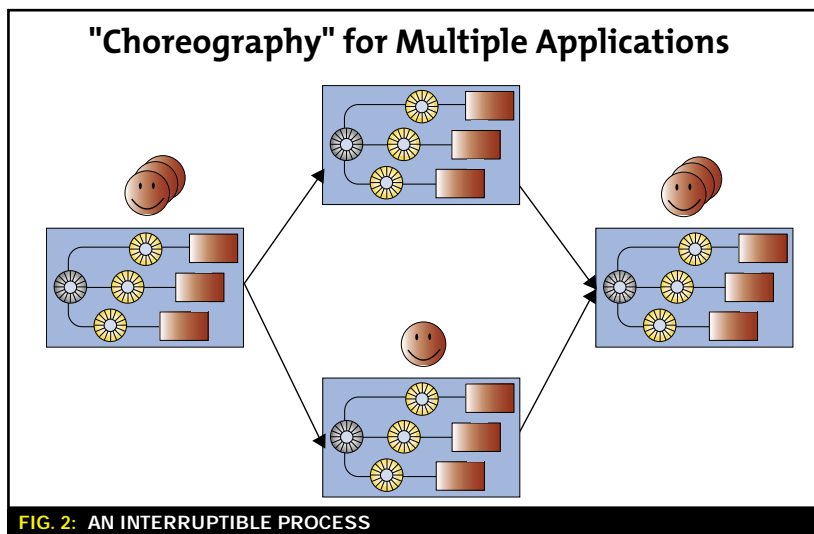 "Choreography" for Multiple Applications
FIG. 2: AN INTERRUPTIBLE PROCESS